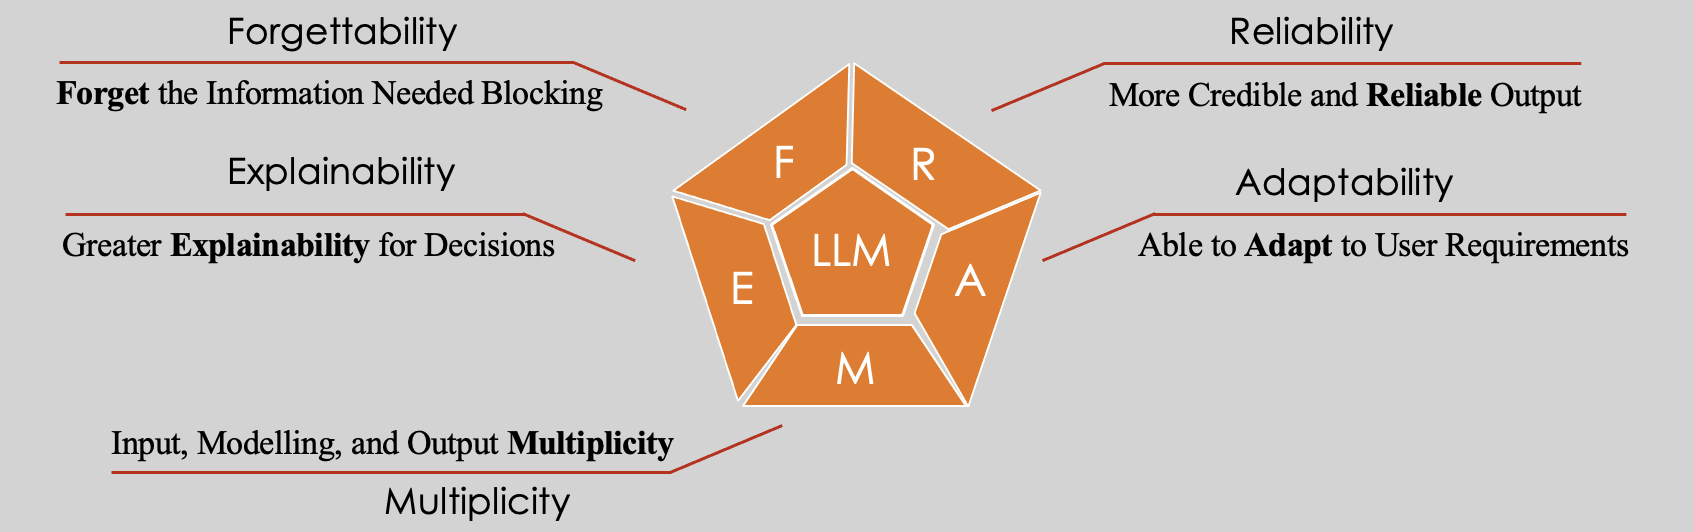 Forgettability
Forget the Information Needed Blocking
Explainability
Greater Explainability for Decisions
Reliability
More Credible and Reliable Output
Adaptability
Able to Adapt to User Requirements
F
R
LLM
E
A
M
Input, Modelling, and Output Multiplicity
Multiplicity